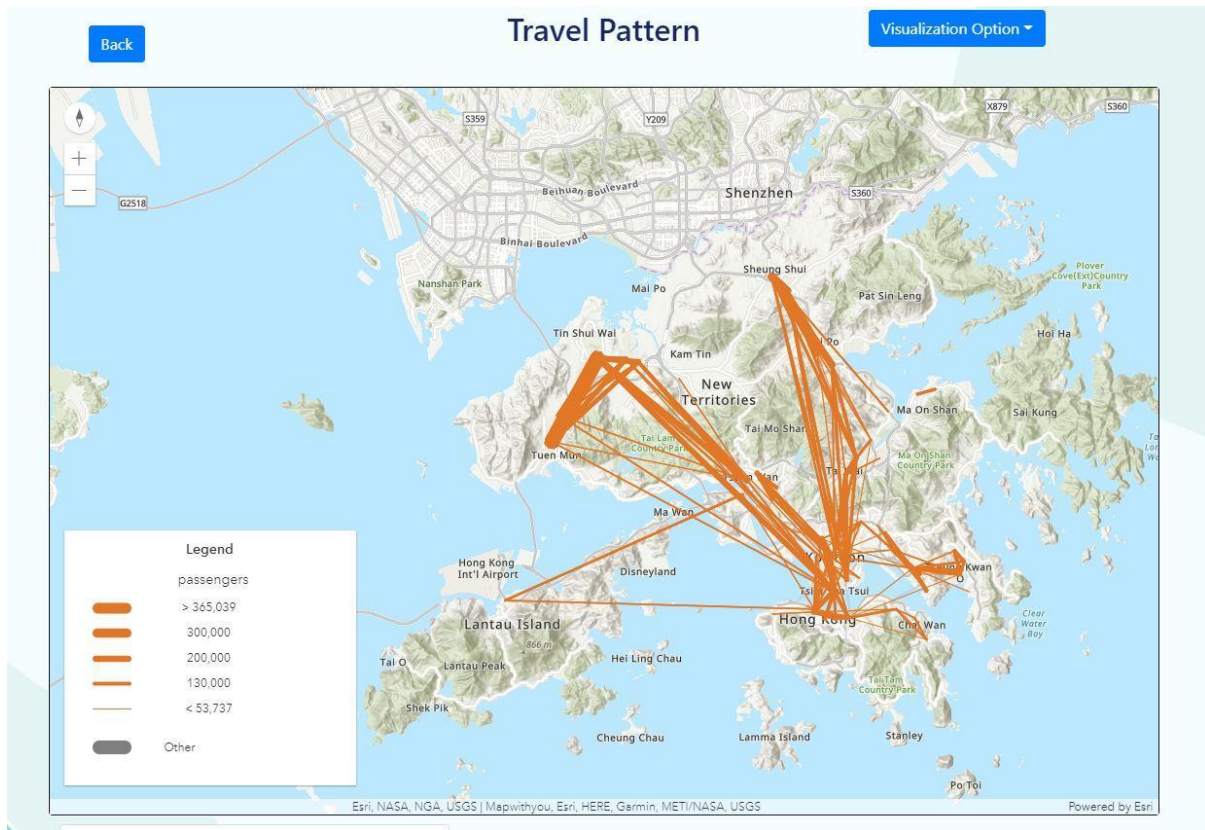 Back
Travel Pattern
Visualization Option
S359
Y209
X879
S360
Beihuan Boulevard
Shenzhen
S360
G2518
Binhai Boulevard
Nanshan Park
Sheung Shui
Mai Po
Plover
Cove(Ext)Country
Park
Pat Sin Leng
Tin Shui Wai
Hoi Ha
Kam Tin
New
Territories
Ma On Shan
Sai Kung
Tai Mo Shan
Tai Lam
Country Park
Tuen Mun
Ma On Shan
Country Park
Ma Wan
Legend
passengers
> 365,039
300,000
200,000
130,000
< 53,737
Other
Hong Kong
Int'l Airport
Disneyland
Kwan
O
Lantau Island
866 m
Hong Kong
Chai Wan
Clear
Water
Bay
Tai O
Lantau Peak
Hei Ling Chau
Tai Tam
Country Park
Shek Pik
Cheung Chau
Lamma Island
Stanley
Po Toi
Esri, NASA, NGA, USGS | Mapwithyou, Esri, HERE, Garmin, METI/NASA, USGS
Powered by Esri